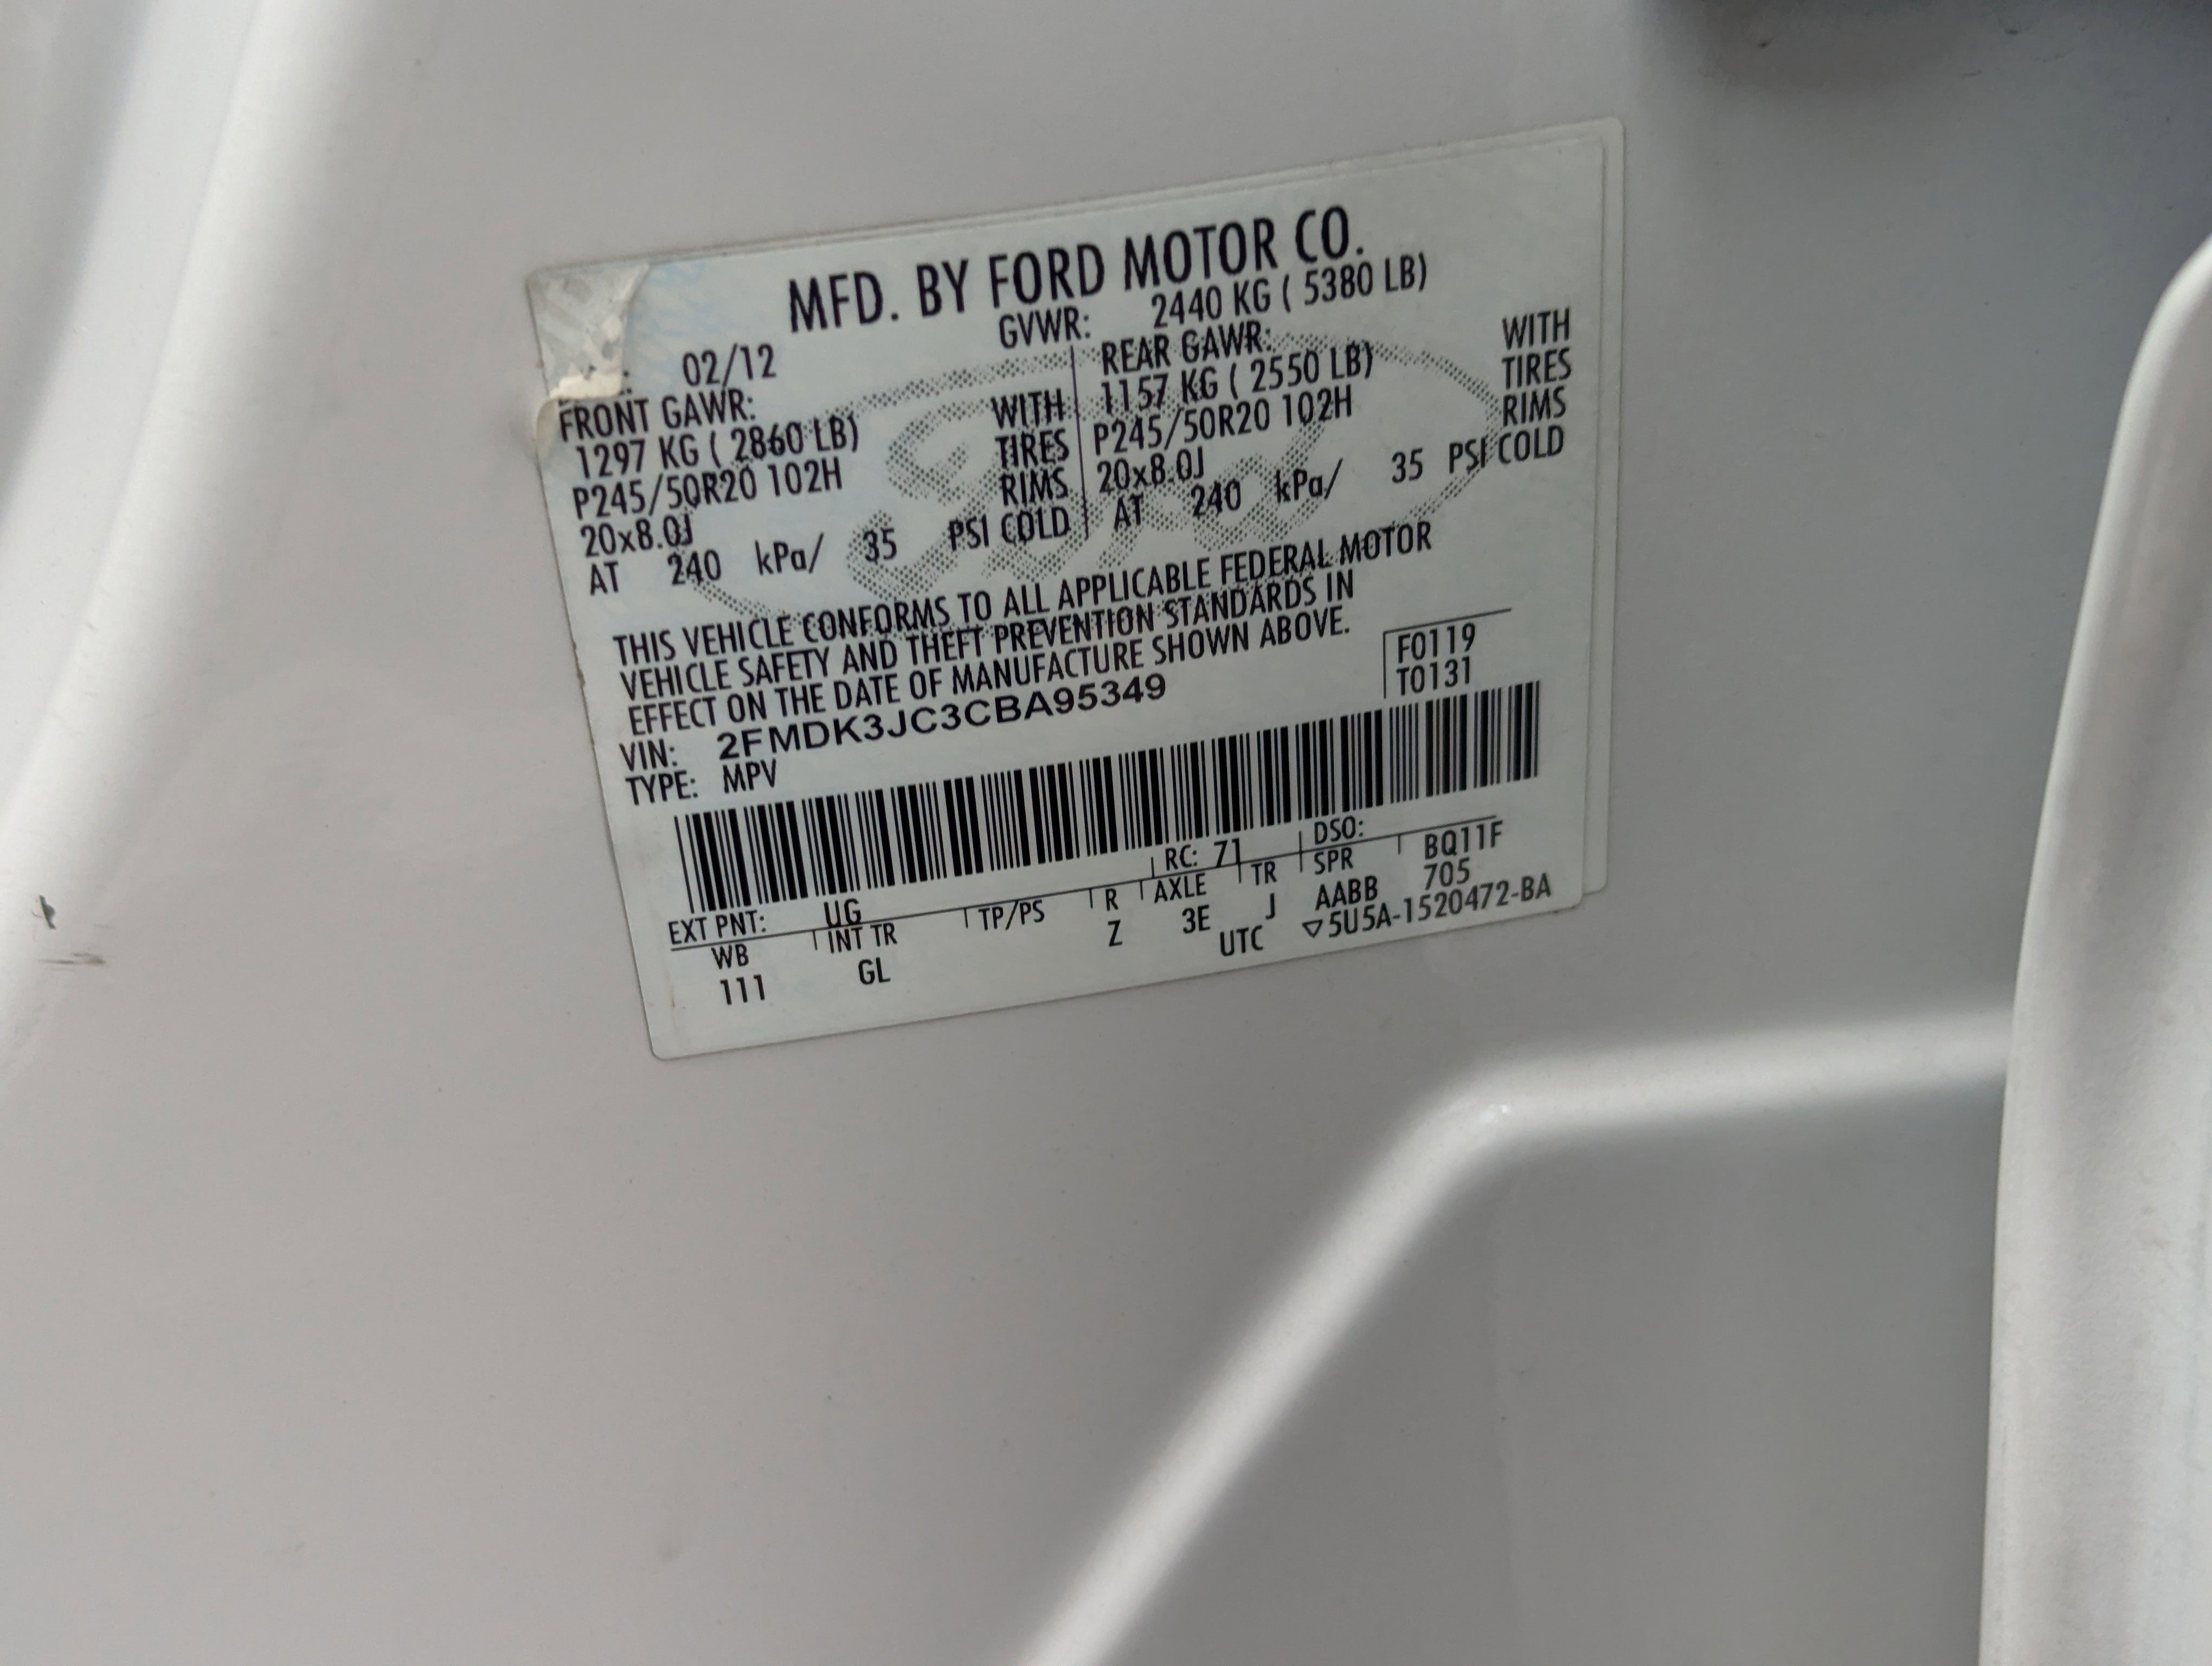 MFD. BY FORD MOTOR CO.
02/12 GVWR: 2440 KG ( 5380 LB)
FRONT GAWR: REAR GAWR:
1297 KG ( 2860 LB) WITH 1157 KG ( 2550 LB) WITH
P245/50R20 102H TIRES P245/50R20 102H TIRES
20x8.0J RIMS 20x8.0J RIMS
AT 240 kPa/ 35 PSI COLD AT 240 kPa/ 35 PSI COLD
THIS VEHICLE CONFORMS TO ALL APPLICABLE FEDERAL MOTOR
VEHICLE SAFETY AND THEFT PREVENTION STANDARDS IN
EFFECT ON THE DATE OF MANUFACTURE SHOWN ABOVE.
F0119
VIN: 2FMDK3JC3CBA95349 T0131
TYPE: MPV
EXT PNT: UG RC: 71 DSO:
WB INT TR TP/PS R AXLE TR SPR BQ11F
111 GL Z 3E J AABB 705
UTC ▽5U5A-1520472-BA
Ford